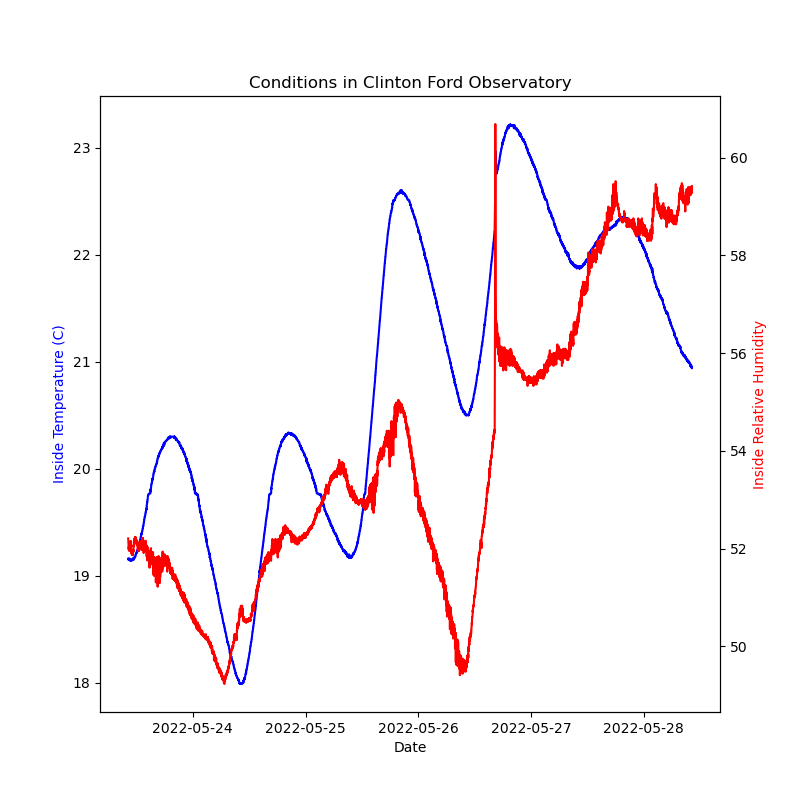 Conditions in Clinton Ford Observatory
23
22
21
20
19
18
Inside Temperature (C)
60
58
56
54
52
50
Inside Relative Humidity
2022-05-24 2022-05-25 2022-05-26 2022-05-27 2022-05-28
Date